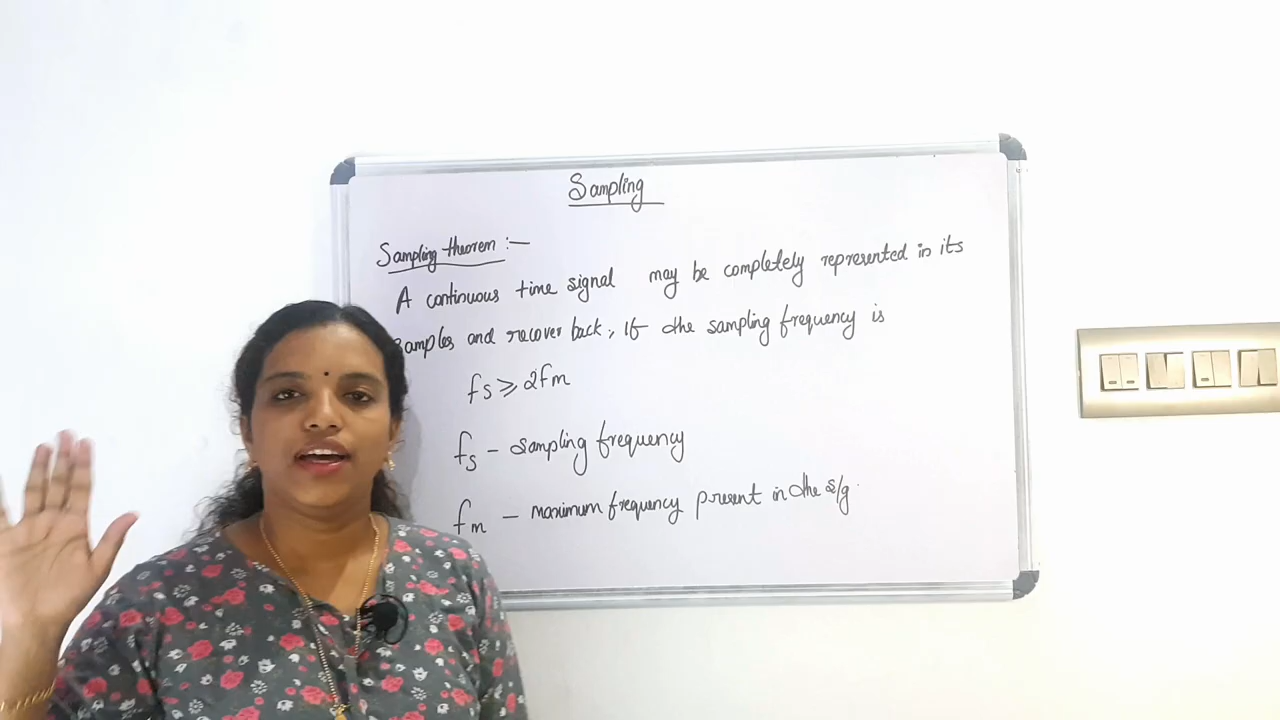 Sampling
Sampling theorem :-
A continuous time signal may be completely represented in its
samples and recover back, if the sampling frequency is
fs ≥ 2fm
fs - sampling frequency
fm - maximum frequency present in the s/g.